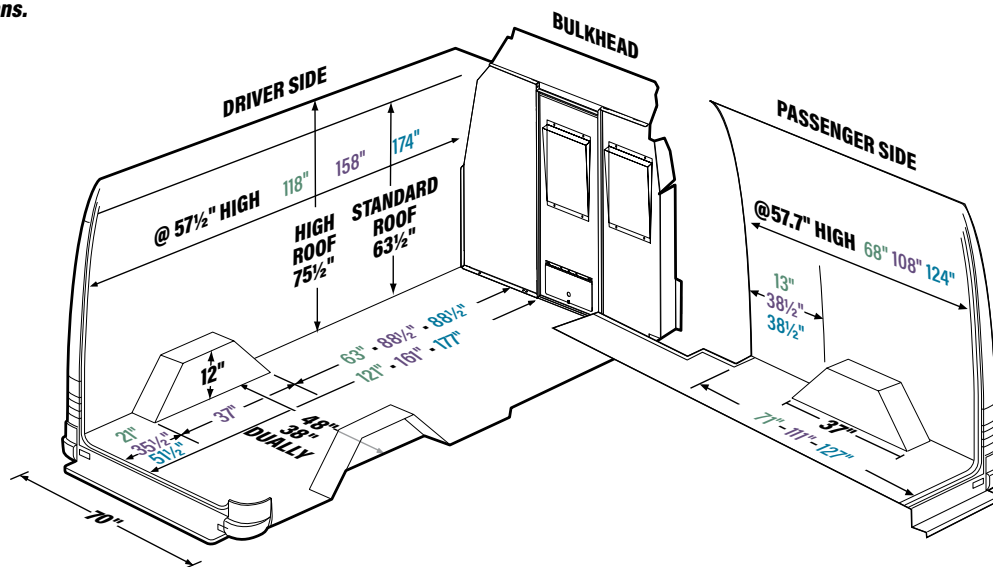 ns.
BULKHEAD
DRIVER SIDE
PASSENGER SIDE
@ 57½" HIGH 118" 158" 174"
HIGH
ROOF
75½"
STANDARD
ROOF
63½"
@57.7" HIGH 68" 108" 124"
13"
38½"
38½"
63" · 88½" · 88½"
121" · 161" · 177"
12"
37"
21"
35½"
51½"
48"
38"
DUALLY
70"
37"
71"-111"-127"